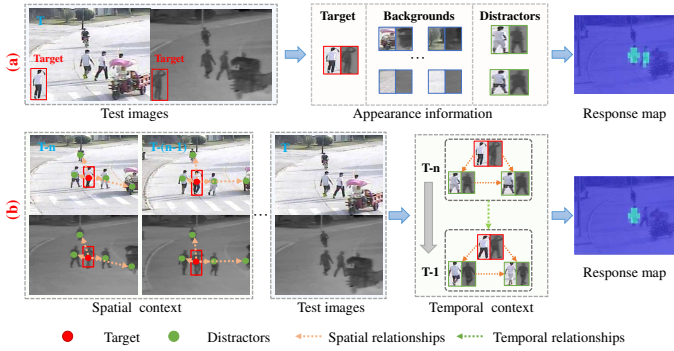 T
Target
Target
(a)
Test images
Target
Backgrounds
Distractors
...
...
Appearance information
Response map
T-n
T-(n-1)
...
T
(b)
Spatial context
Test images
T-n
T-1
Temporal context
Response map
Target
Distractors
Spatial relationships
Temporal relationships